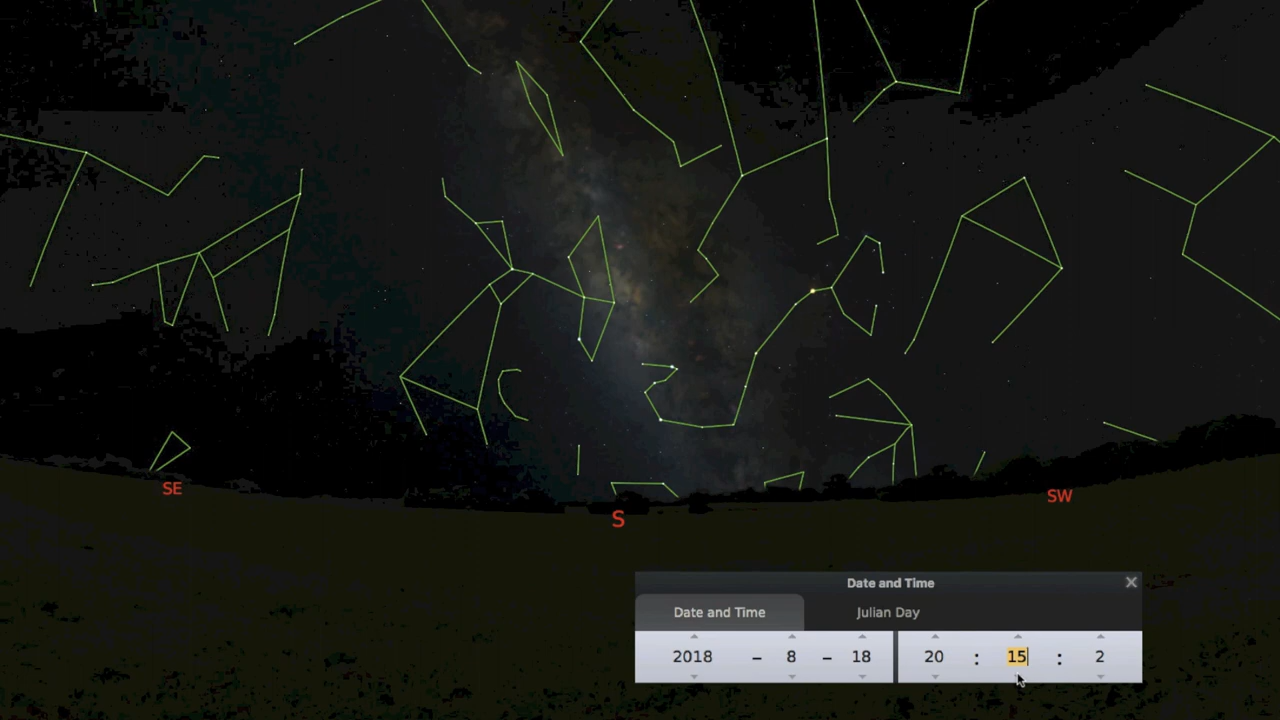 SE
S
SW
Date and Time
Date and Time Julian Day
2018 – 8 – 18 20 : 15 : 2